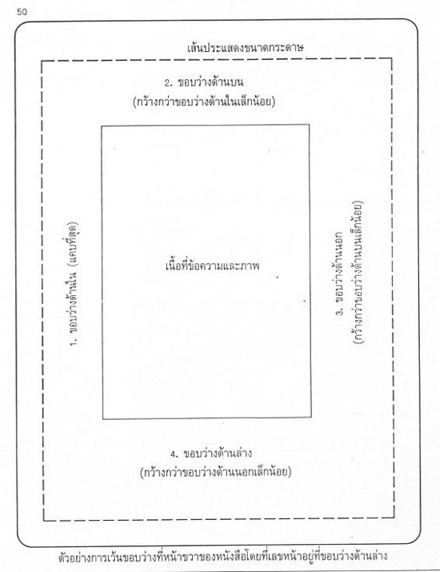 50
เส้นประแสดงขนาดกระดาษ
2. ขอบว่างด้านบน
(กว้างกว่าขอบว่างด้านในเล็กน้อย)
1. ขอบว่างด้านใน (แคบที่สุด)
เนื้อที่ข้อความและภาพ
3. ขอบว่างด้านนอก
(กว้างกว่าขอบว่างด้านบนเล็กน้อย)
4. ขอบว่างด้านล่าง
(กว้างกว่าขอบว่างด้านนอกเล็กน้อย)
ตัวอย่างการเว้นขอบว่างที่หน้าขวาของหนังสือโดยที่เลขหน้าอยู่ที่ขอบว่างด้านล่าง